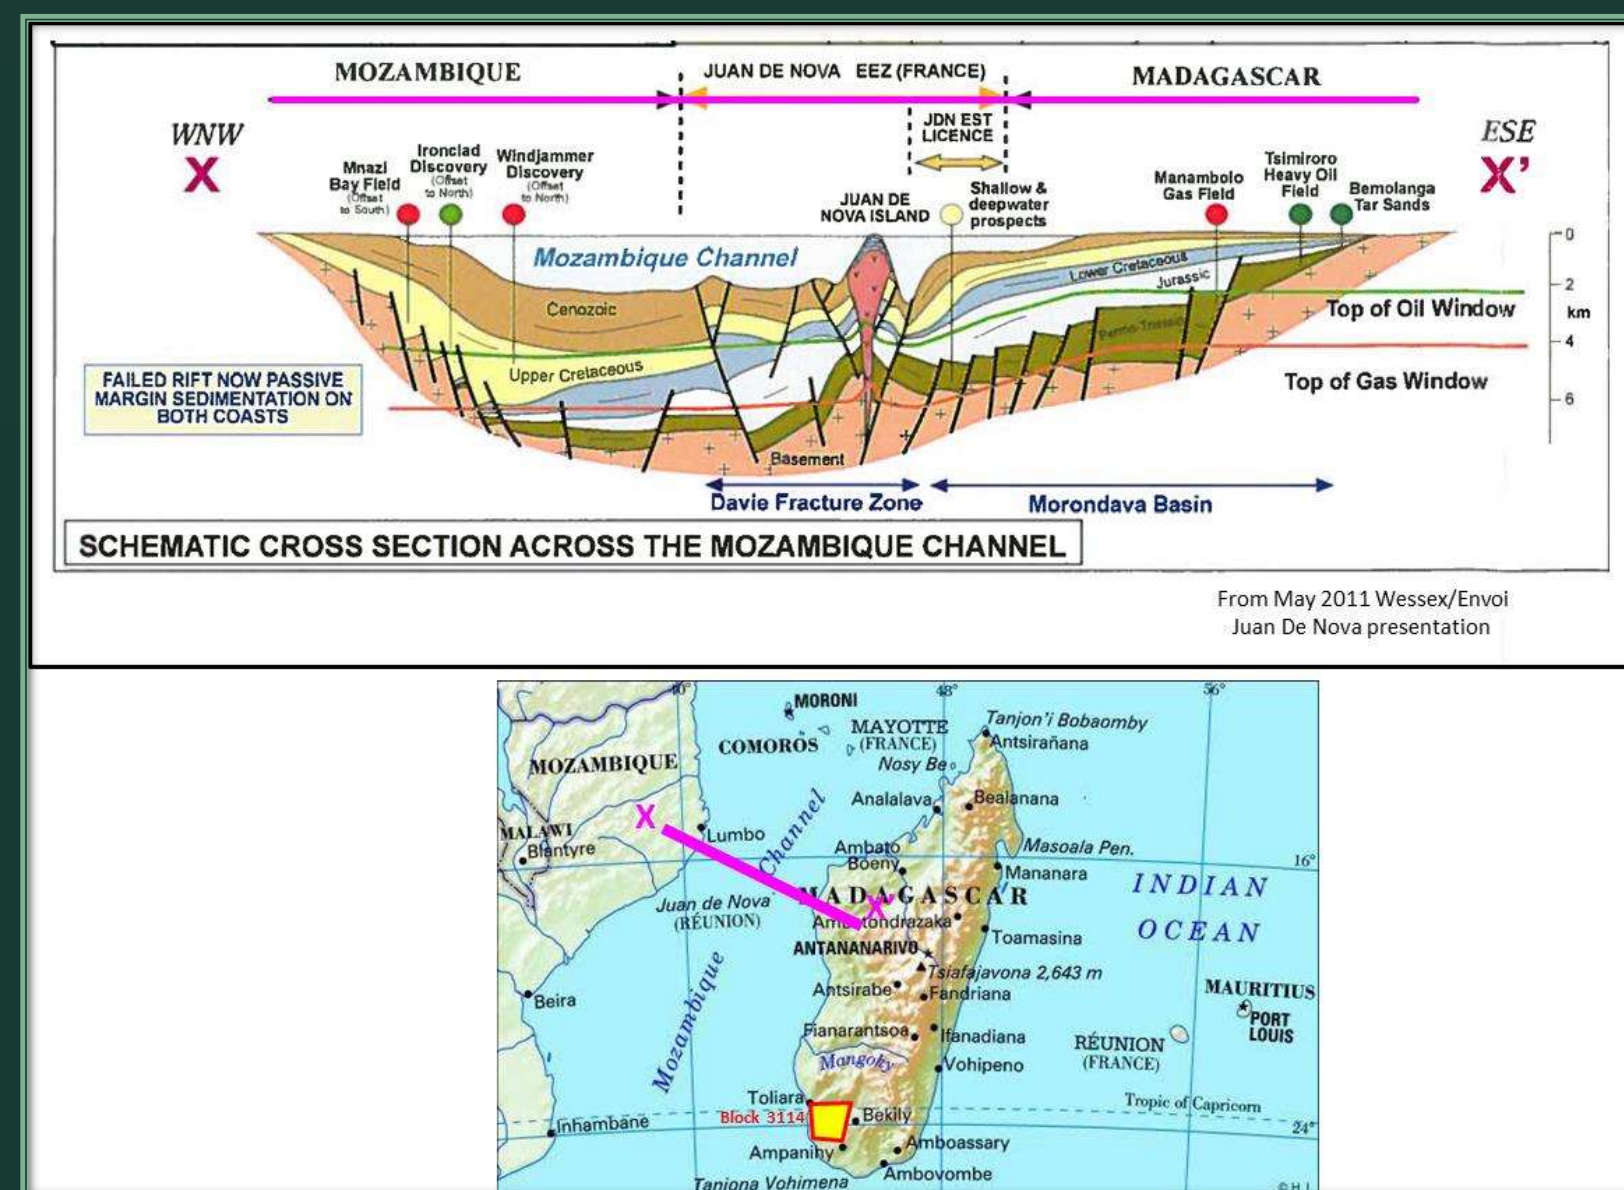 MOZAMBIQUE
JUAN DE NOVA EEZ (FRANCE)
MADAGASCAR
WNW
X
ESE
X’
JDN EST
LICENCE
Mnazi
Bay Field
(Offset
to South)
Ironclad
Discovery
(Offset
to North)
Windjammer
Discovery
(Offset
to North)
JUAN DE
NOVA ISLAND
Shallow &
deepwater
prospects
Manambolo
Gas Field
Tsimiroro
Heavy Oil
Field
Bemolanga
Tar Sands
Mozambique Channel
Cenozoic
Upper Cretaceous
Lower Cretaceous
Jurassic
Permo-Triassic
Basement
Top of Oil Window
Top of Gas Window
0
2
km
4
6
FAILED RIFT NOW PASSIVE
MARGIN SEDIMENTATION ON
BOTH COASTS
Davie Fracture Zone
Morondava Basin
SCHEMATIC CROSS SECTION ACROSS THE MOZAMBIQUE CHANNEL
From May 2011 Wessex/Envoi
Juan De Nova presentation
40°
48°
56°
MORONI
COMOROS
MAYOTTE
(FRANCE)
Nosy Be
Tanjon'i Bobaomby
Antsirañana
MOZAMBIQUE
Analalava
Bealanana
X
Lumbo
Channel
MALAWI
Blantyre
Ambato
Boeny
Masoala Pen.
16°
Mananara
INDIAN
OCEAN
MADAGASCAR
Juan de Nova
(RÉUNION)
X'
Toamasina
ANTANANARIVO
Tsiafajavona 2,643 m
Antsirabe
Fandriana
Beira
MAURITIUS
PORT
LOUIS
Mozambique
Fianarantsoa
Ifanadiana
RÉUNION
(FRANCE)
Mangoky
Vohipeno
Toliara
Block 3114
Bekily
Tropic of Capricorn
24°
Inhambane
Ampanihy
Amboassary
Ambovombe
Tanjona Vohimena